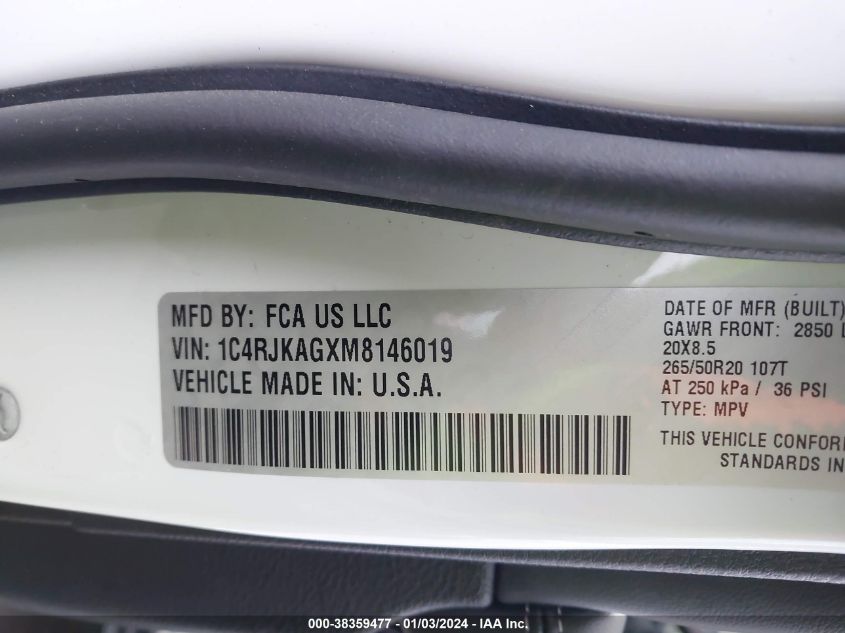 MFD BY: FCA US LLC
VIN: 1C4RJKAGXM8146019
VEHICLE MADE IN: U.S.A.
DATE OF MFR (BUILT)
GAWR FRONT: 2850 L
20X8.5
265/50R20 107T
AT 250 kPa / 36 PSI
TYPE: MPV
THIS VEHICLE CONFOR
STANDARDS IN
000-38359477 - 01/03/2024 - IAA Inc.